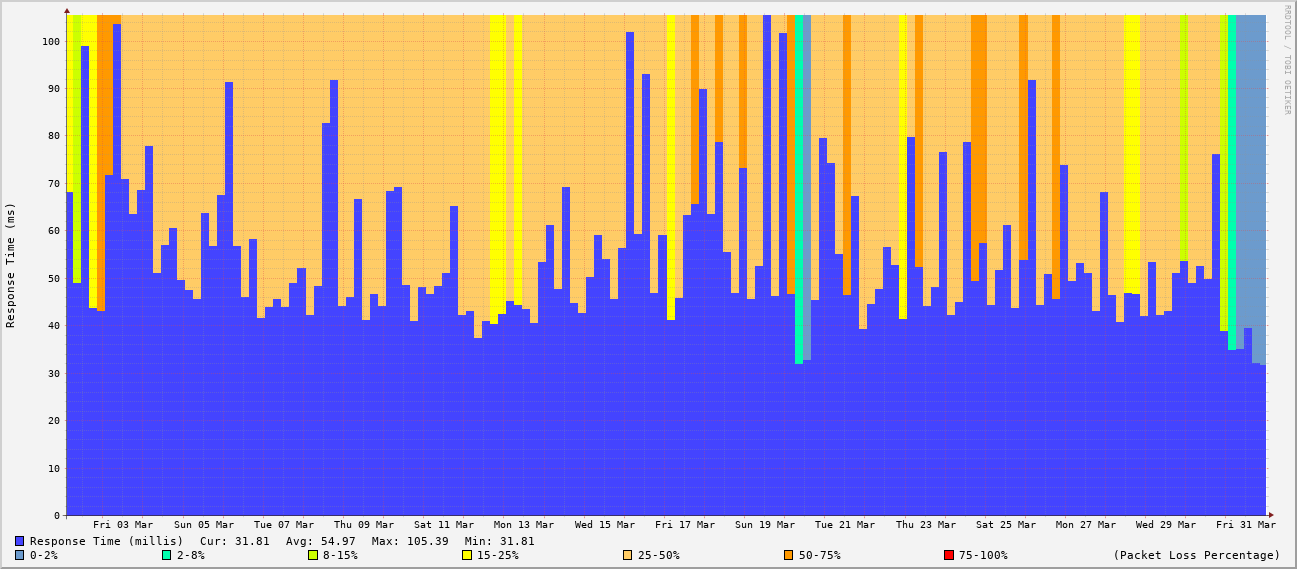 RRDTOOL / TOBI OETIKER
Response Time (ms)
100
90
80
70
60
50
40
30
20
10
0
Fri 03 Mar Sun 05 Mar Tue 07 Mar Thu 09 Mar Sat 11 Mar Mon 13 Mar Wed 15 Mar Fri 17 Mar Sun 19 Mar Tue 21 Mar Thu 23 Mar Sat 25 Mar Mon 27 Mar Wed 29 Mar Fri 31 Mar
Response Time (millis) Cur: 31.81 Avg: 54.97 Max: 105.39 Min: 31.81
0-2% 2-8% 8-15% 15-25% 25-50% 50-75% 75-100% (Packet Loss Percentage)